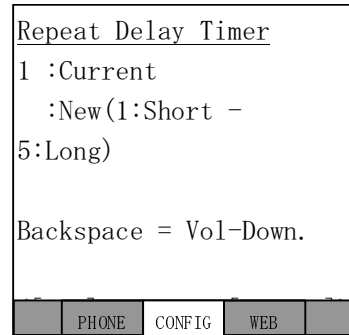 Repeat Delay Timer
1 :Current
:New(1:Short -
5:Long)
Backspace = Vol-Down.
PHONE CONFIG WEB